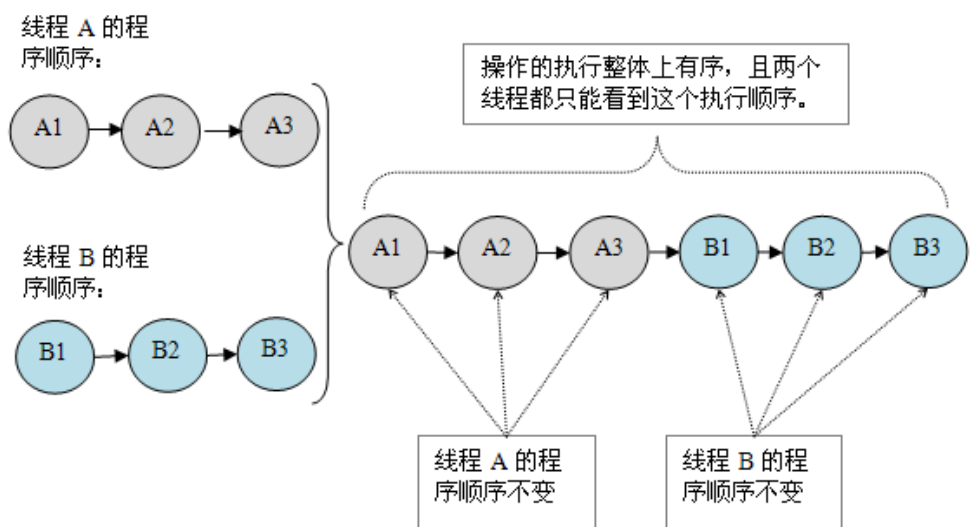 线程 A 的程
序顺序：
A1
A2
A3
线程 B 的程
序顺序：
B1
B2
B3
操作的执行整体上有序，且两个
线程都只能看到这个执行顺序。
A1
A2
A3
B1
B2
B3
线程 A 的程
序顺序不变
线程 B 的程
序顺序不变